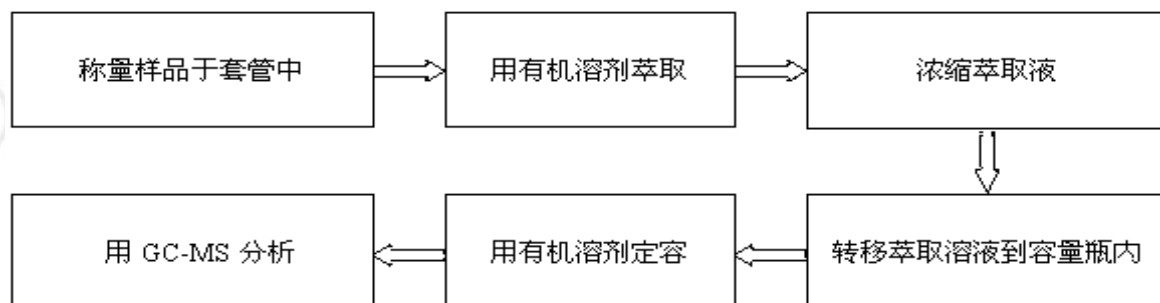 称量样品于套管中
用有机溶剂萃取
浓缩萃取液
转移萃取溶液到容量瓶内
用有机溶剂定容
用 GC-MS 分析